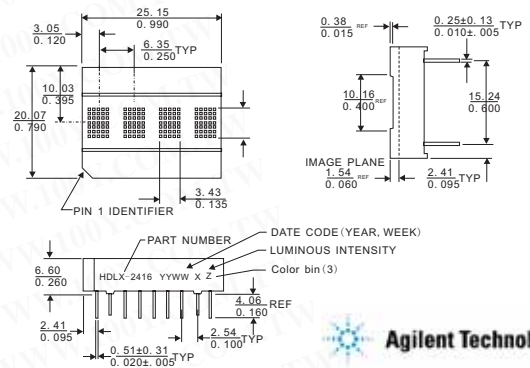 25.15
0.990
3.05
0.120
6.35
0.250 TYP
10.03
0.395
20.07
0.790
3.43
0.135
PIN 1 IDENTIFIER
0.38
0.015 REF
0.25±0.13
0.010±.005 TYP
10.16
0.400 REF
15.24
0.600
IMAGE PLANE
1.54
0.060 REF
2.41
0.095 TYP
PART NUMBER
DATE CODE (YEAR, WEEK)
LUMINOUS INTENSITY
Color bin (3)
HDLX-2416 YYWW X Z
6.60
0.260
4.06
0.160 REF
2.41
0.095
2.54
0.100 TYP
0.51±0.31
0.020±.005 TYP
Agilent Technol